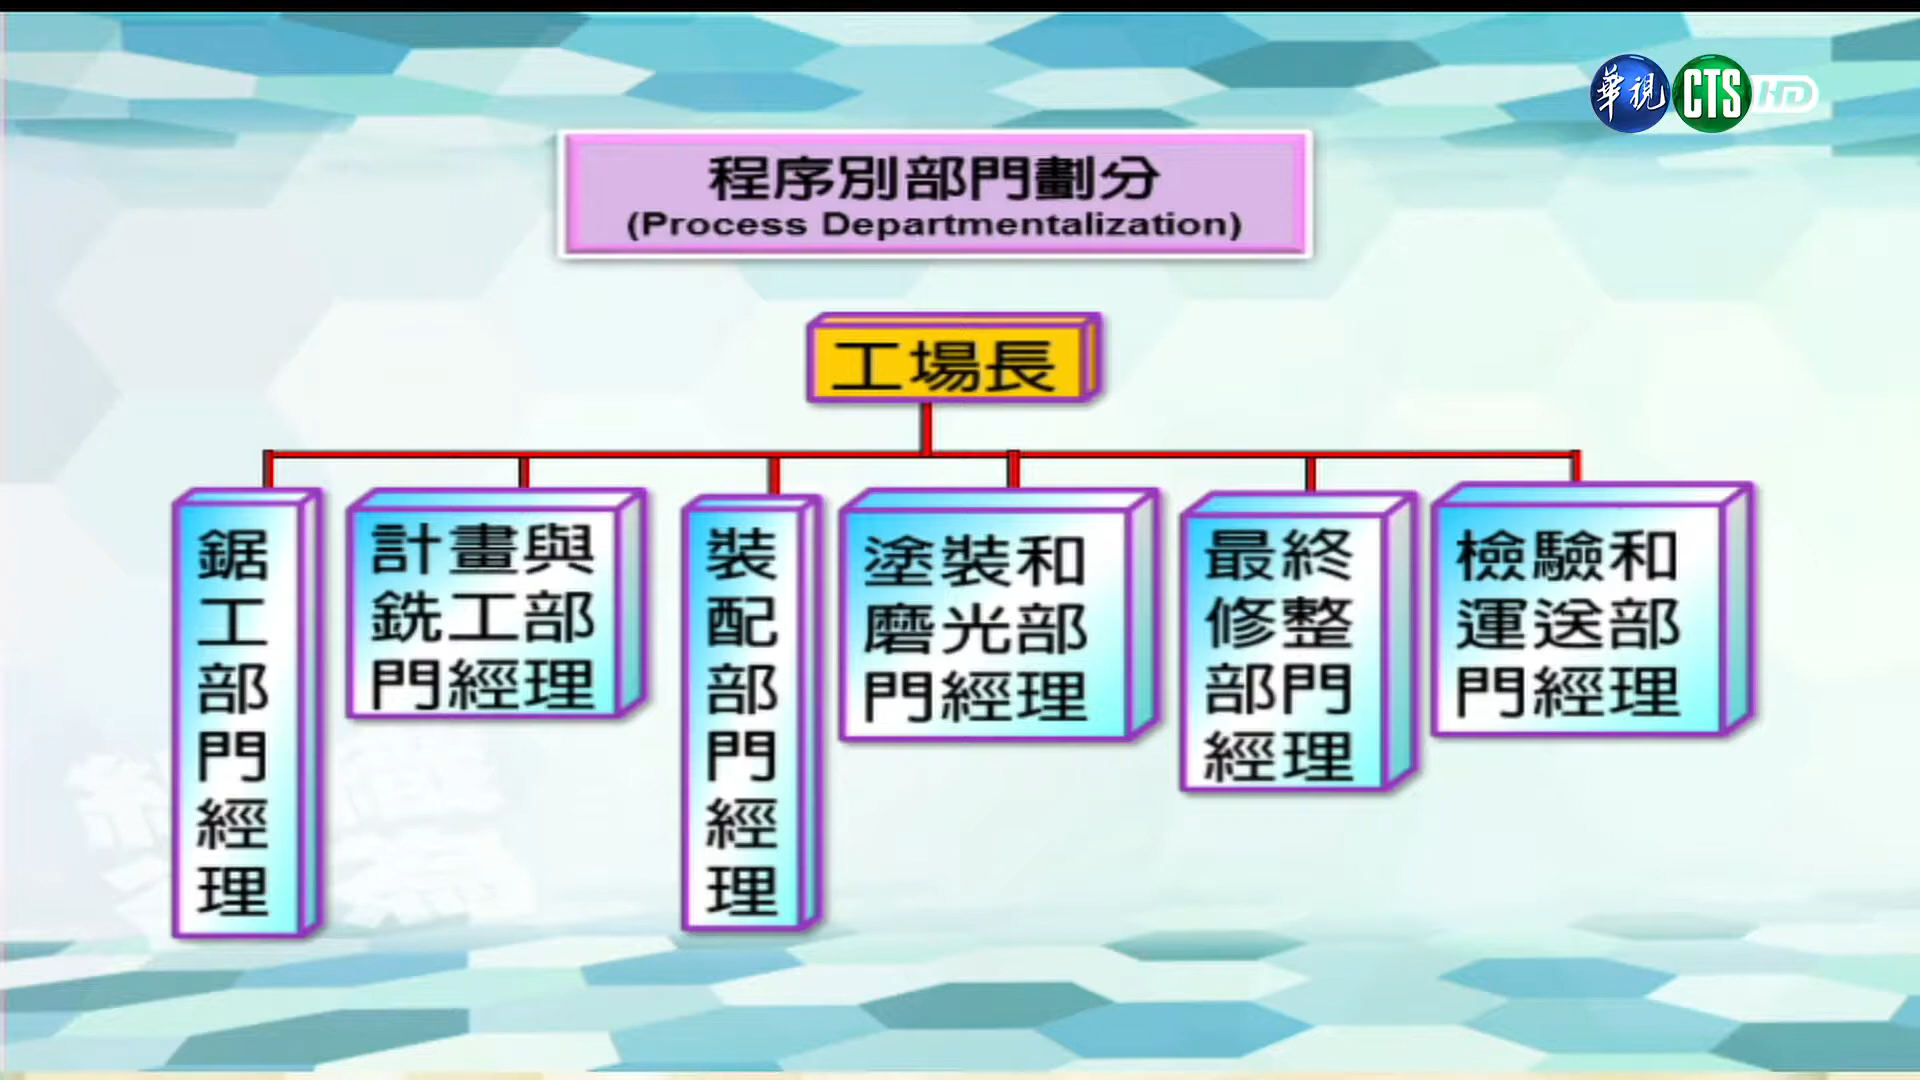 華視 CTS HD
程序別部門劃分
(Process Departmentalization)
工場長
鋸
工
部
門
經
理
計畫與
銑工部
門經理
裝
配
部
門
經
理
塗裝和
磨光部
門經理
最終
修整
部門
經理
檢驗和
運送部
門經理